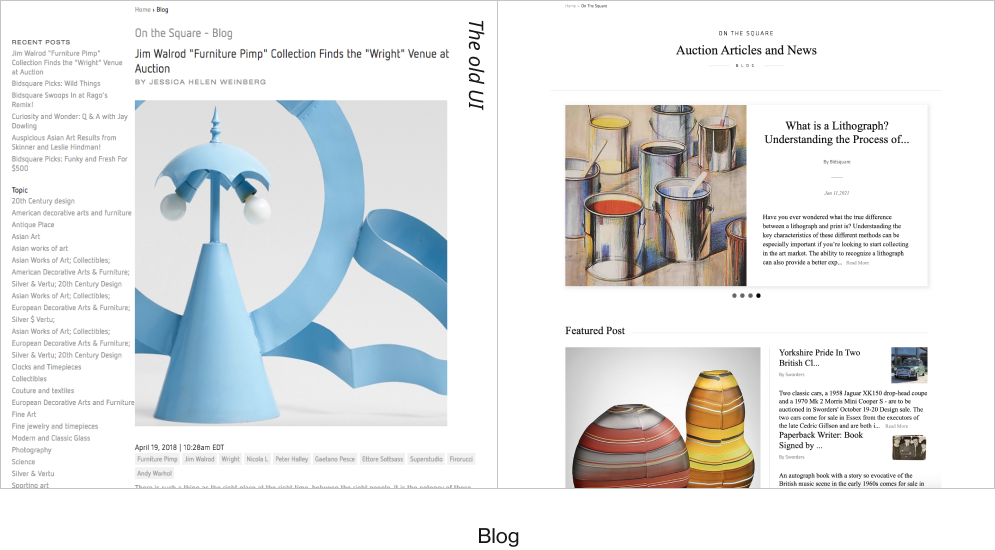 Home › Blog
On the Square - Blog
Jim Walrod "Furniture Pimp" Collection Finds the "Wright" Venue at
Auction
BY JESSICA HELEN WEINBERG
RECENT POSTS
Jim Walrod "Furniture Pimp"
Collection Finds the "Wright" Venue
at Auction
Bidsquare Picks: Wild Things
Bidsquare Swoops In at Rago's
Remix!
Curiosity and Wonder: Q & A with Jay
Dowling
Auspicious Asian Art Results from
Skinner and Leslie Hindman!
Bidsquare Picks: Funky and Fresh For
$500
Topic
20th Century design
American decorative arts and furniture
Antique Place
Asian Art
Asian works of art
Asian Works of Art; Collectibles;
American Decorative Arts & Furniture;
Silver & Vertu; 20th Century Design
Asian Works of Art; Collectibles;
European Decorative Arts & Furniture;
Silver $ Vertu;
Asian Works of Art; Collectibles;
European Decorative Arts & Furniture;
Silver & Vertu; 20th Century Design
Clocks and Timepieces
Collectibles
Couture and textiles
European Decorative Arts and Furniture
Fine Art
Fine jewelry and timepieces
Modern and Classic Glass
Photography
Science
Silver & Vertu
Sporting art
April 19, 2018 | 10:28am EDT
Furniture Pimp Jim Walrod Wright Nicola L Peter Halley Gaetano Pesce Ettore Sottsass Superstudio Fiorucci
Andy Warhol
There is such a thing as the right place at the right time, between the right people. It is the potency of these
The old UI
Home › On The Square
ON THE SQUARE
Auction Articles and News
BLOG
What is a Lithograph?
Understanding the Process of...
By Bidsquare
Jan 11,2021
Have you ever wondered what the true difference
between a lithograph and print is? Understanding the
key characteristics of these different methods can be
especially important if you're looking to start collecting
in the art market. The ability to recognize a lithograph
can also provide a better exp... Read More
Featured Post
Yorkshire Pride In Two
British Cl...
By Sworders
Two classic cars, a 1958 Jaguar XK150 drop-head coupe
and a 1970 Mk 2 Morris Mini Cooper S - are to be
auctioned in Sworders' October 19-20 Design sale. The
two cars come for sale in Essex from the executors of
the late Cedric Gillson and are both i... Read More
Paperback Writer: Book
Signed by ...
By Sworders
An autograph book with a story so evocative of the
British music scene in the early 1960s comes for sale in
Blog